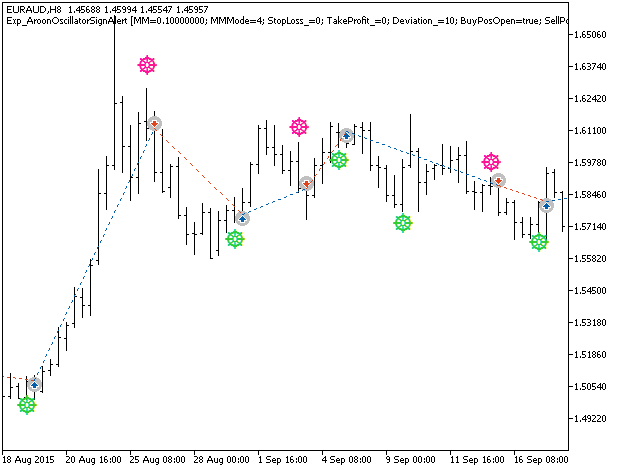 EURAUD,H8 1.45688 1.45994 1.45547 1.45957
Exp_AroonOscillatorSignAlert [MM=0.10000000; MMMode=4; StopLoss_=0; TakeProfit_=0; Deviation_=10; BuyPosOpen=true; SellPo
1.65060
1.63740
1.62420
1.61100
1.59780
1.58460
1.57140
1.55820
1.54500
1.53180
1.51860
1.50540
1.49220
18 Aug 2015
20 Aug 16:00
25 Aug 08:00
28 Aug 00:00
1 Sep 16:00
4 Sep 08:00
9 Sep 00:00
11 Sep 16:00
16 Sep 08:00